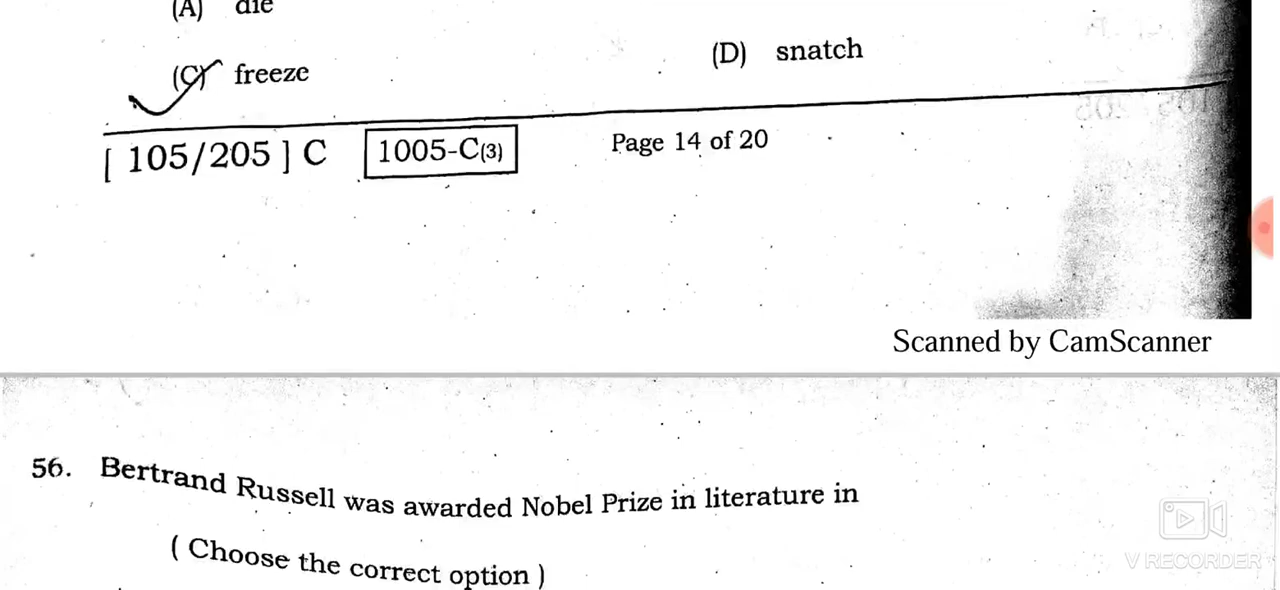 (A) die
(C) freeze
(D) snatch
[ 105/205 ] C 1005-C(3) Page 14 of 20
Scanned by CamScanner
56. Bertrand Russell was awarded Nobel Prize in literature in
( Choose the correct option )
V RECORDER